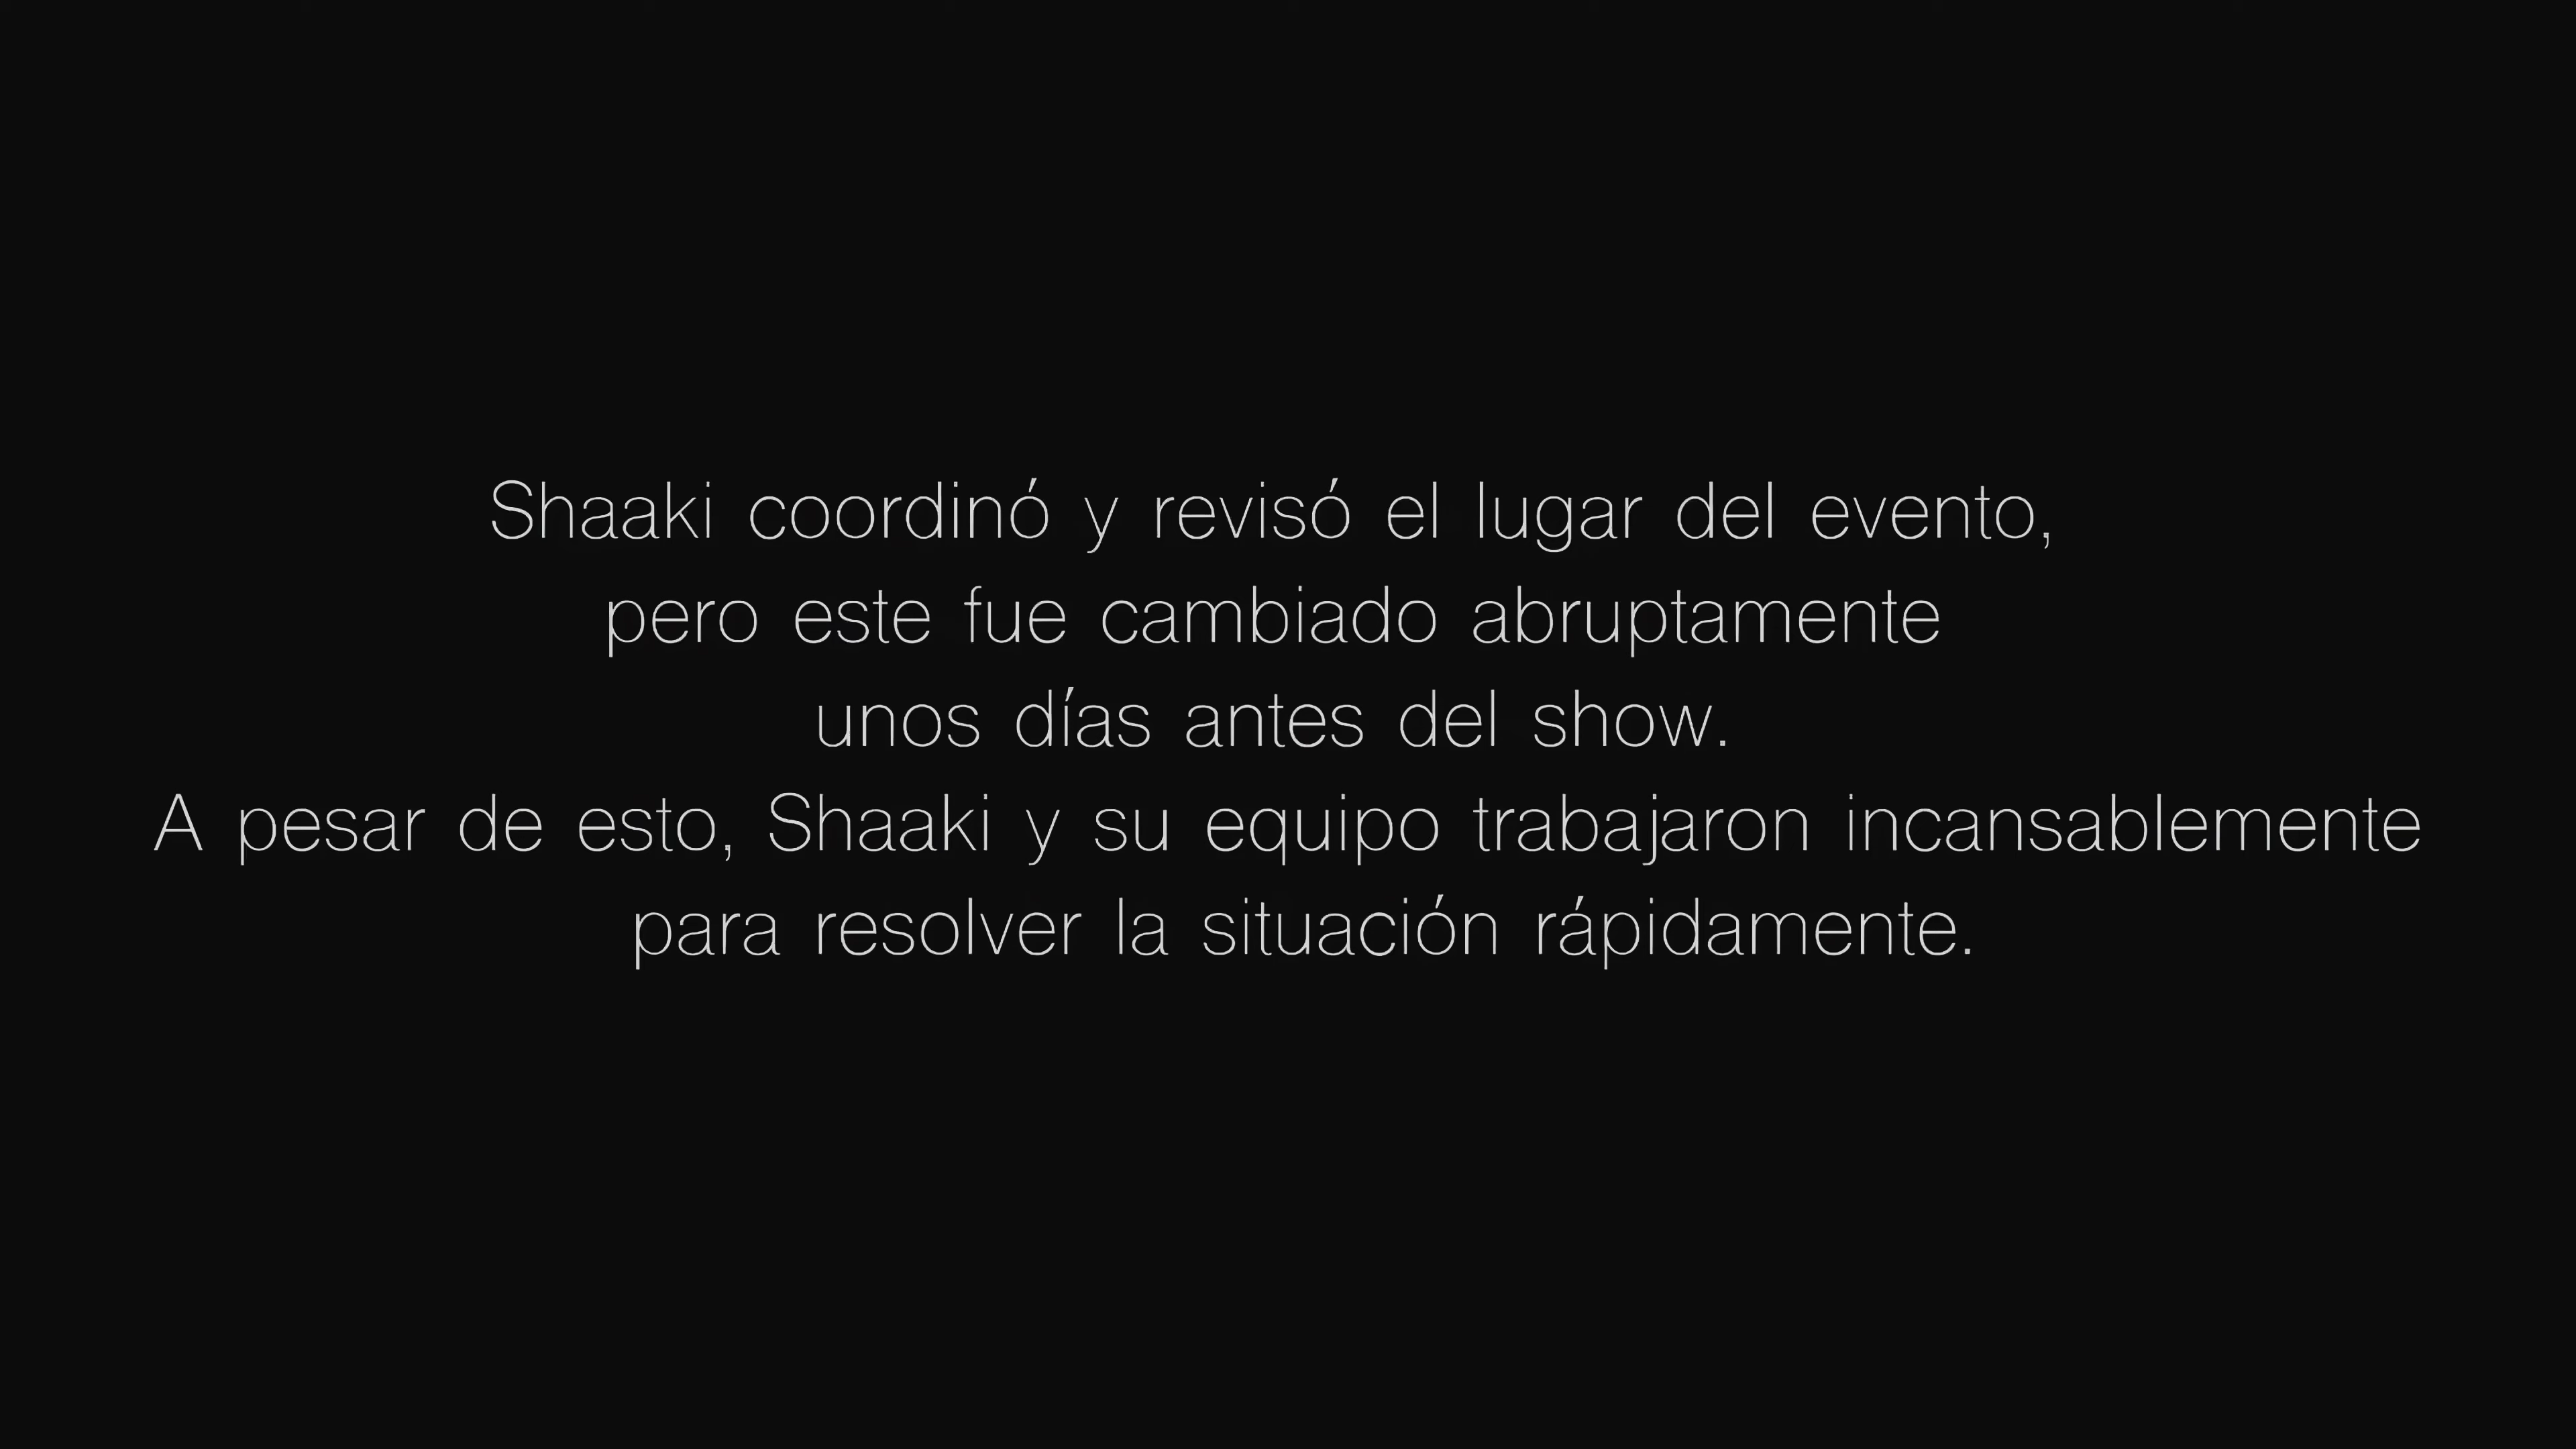 Shaaki coordinó y revisó el lugar del evento,
pero este fue cambiado abruptamente
unos días antes del show.
A pesar de esto, Shaaki y su equipo trabajaron incansablemente
para resolver la situación rápidamente.